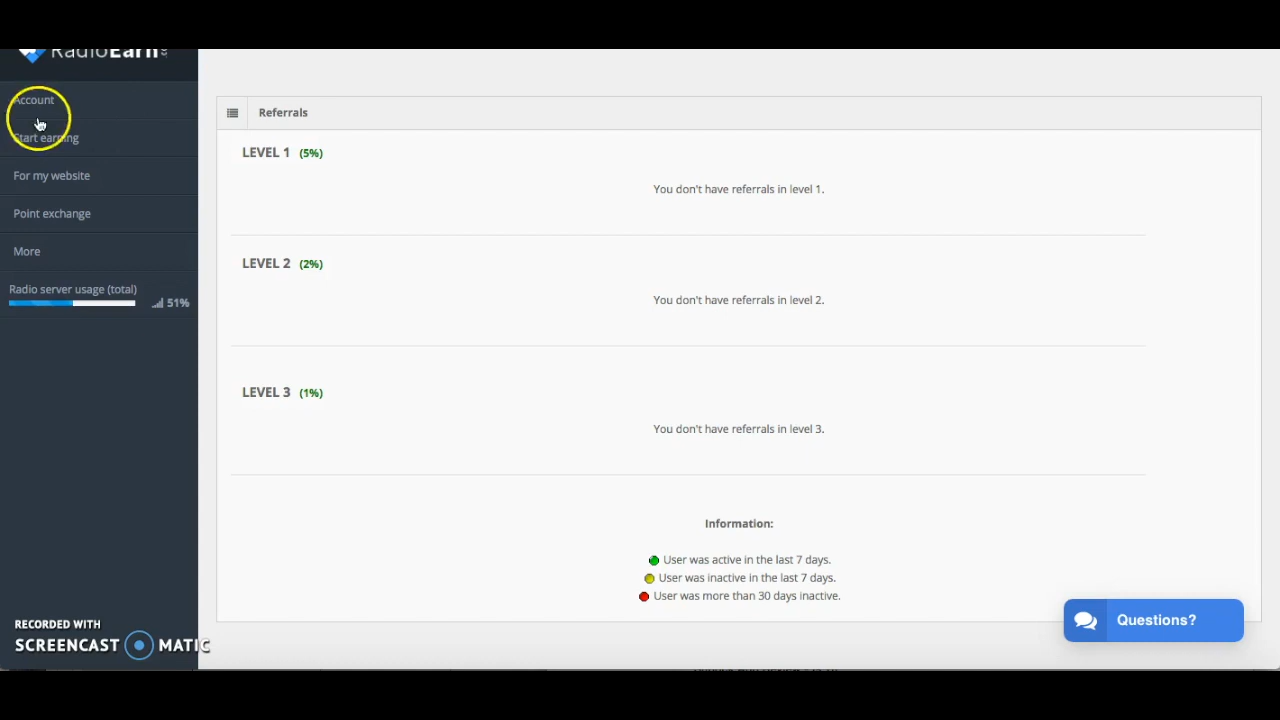 RadioEarn
Account
Start earning
For my website
Point exchange
More
Radio server usage (total)
51%
Referrals
LEVEL 1 (5%)
You don't have referrals in level 1.
LEVEL 2 (2%)
You don't have referrals in level 2.
LEVEL 3 (1%)
You don't have referrals in level 3.
Information:
User was active in the last 7 days.
User was inactive in the last 7 days.
User was more than 30 days inactive.
Questions?
RECORDED WITH
SCREENCAST MATIC